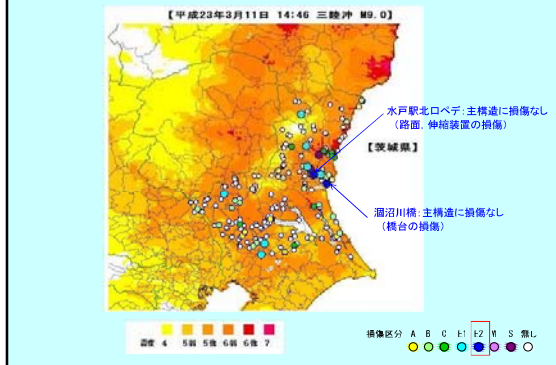 【平成23年3月11日 14:46 三陸沖 M9.0】
水戸駅北口ペデ:主構造に損傷なし
(路面、伸縮装置の損傷)
【茨城県】
涸沼川橋:主構造に損傷なし
(橋台の損傷)
震度 4 5弱 5強 6弱 6強 7
損傷区分 A B C E1 E2 M S 無し